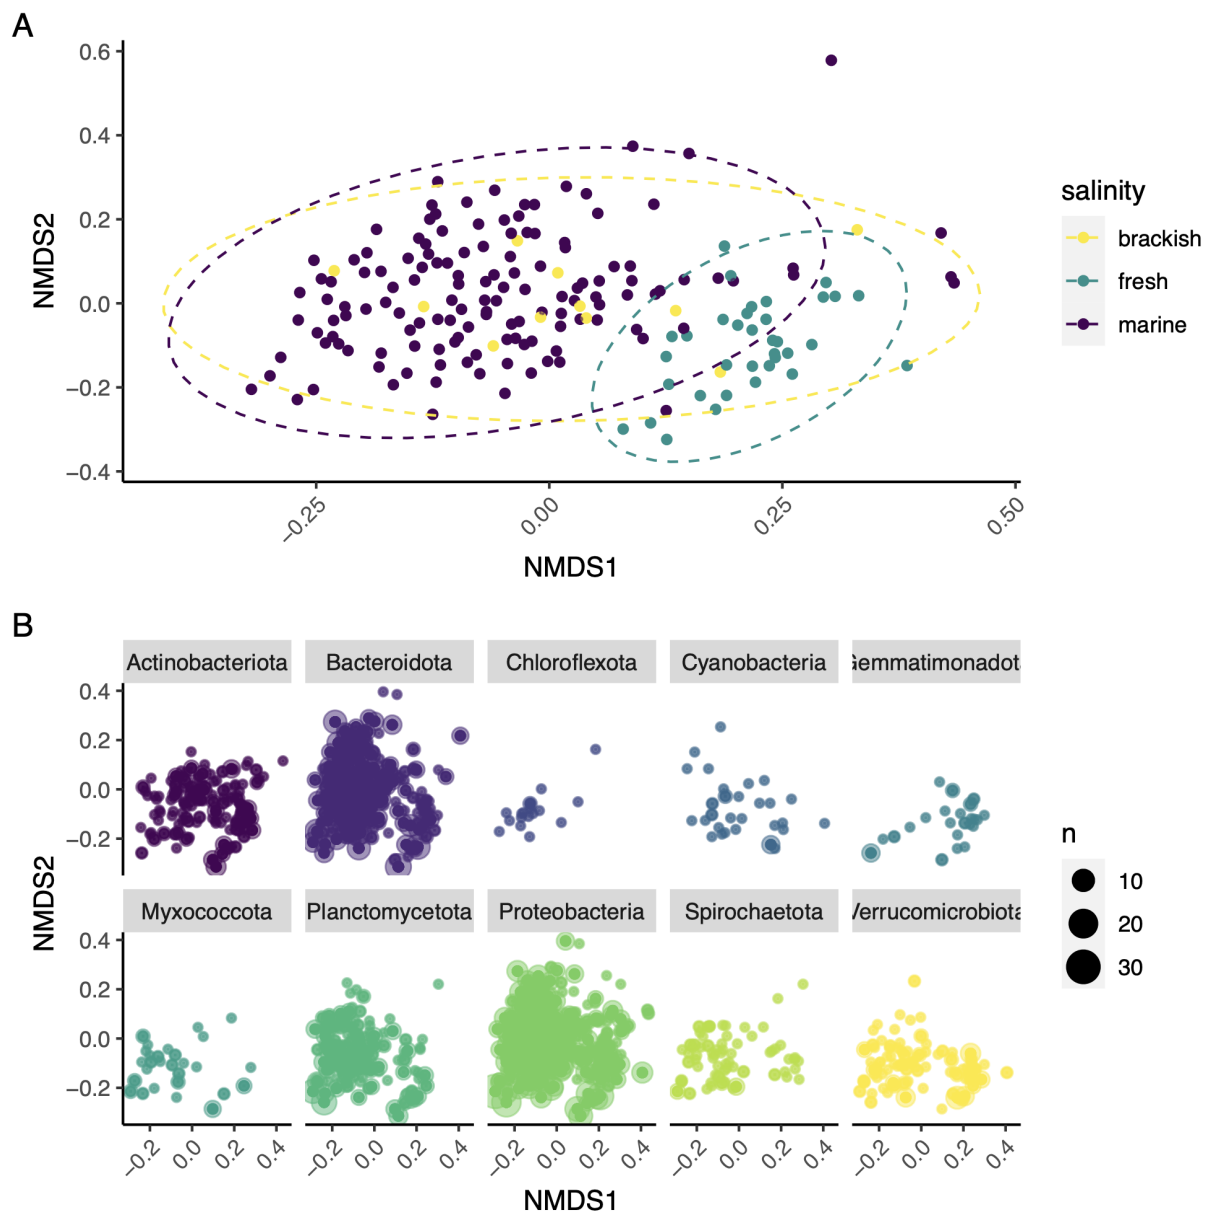 A
0.6
0.4
0.2
0.0
−0.2
−0.4
NMDS2
−0.25
0.00
0.25
0.50
NMDS1
salinity
brackish
fresh
marine
B
Actinobacteriota Bacteroidota Chloroflexota Cyanobacteria Gemmatimonadota
0.4
0.2
0.0
−0.2
Myxococcota Planctomycetota Proteobacteria Spirochaetota Verrucomicrobiota
0.4
0.2
0.0
−0.2
NMDS2
−0.2 0.0 0.2 0.4 −0.2 0.0 0.2 0.4 −0.2 0.0 0.2 0.4 −0.2 0.0 0.2 0.4 −0.2 0.0 0.2 0.4
NMDS1
n
10
20
30